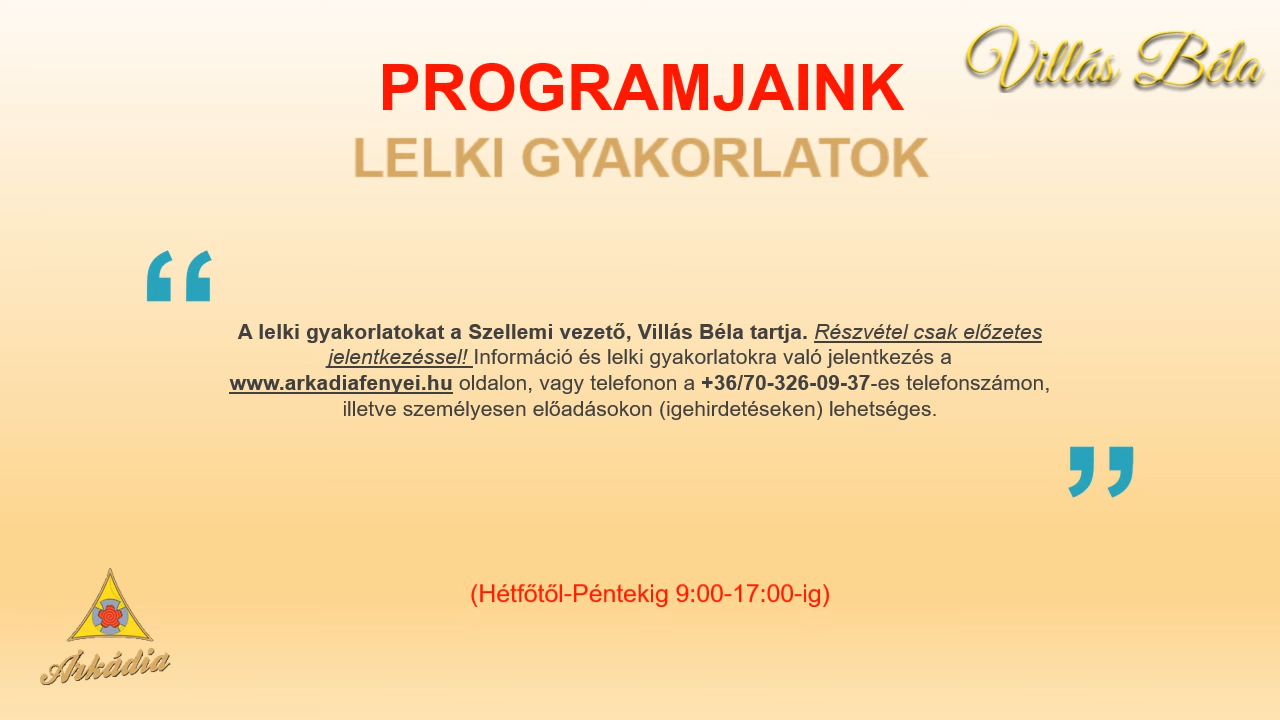 Villás Béla
PROGRAMJAINK
LELKI GYAKORLATOK
“
A lelki gyakorlatokat a Szellemi vezető, Villás Béla tartja. Részvétel csak előzetes
jelentkezéssel! Információ és lelki gyakorlatokra való jelentkezés a
www.arkadiafenyei.hu oldalon, vagy telefonon a +36/70-326-09-37-es telefonszámon,
illetve személyesen előadásokon (igehirdetéseken) lehetséges.
”
(Hétfőtől-Péntekig 9:00-17:00-ig)
Árkádia